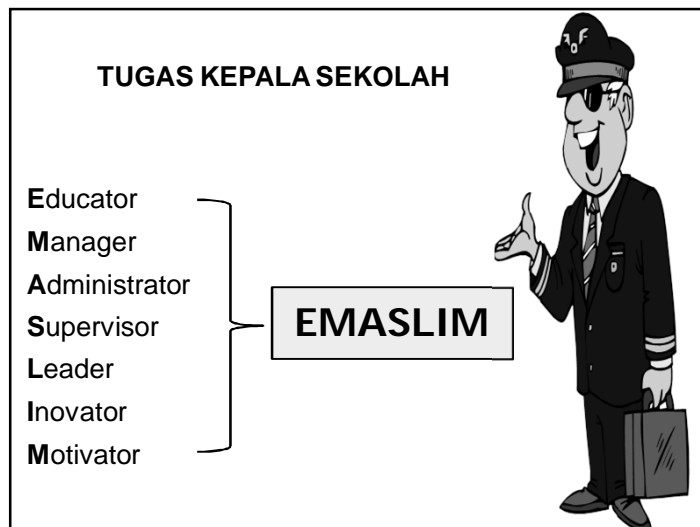 TUGAS KEPALA SEKOLAH
Educator
Manager
Administrator
Supervisor
Leader
Inovator
Motivator
EMASLIM